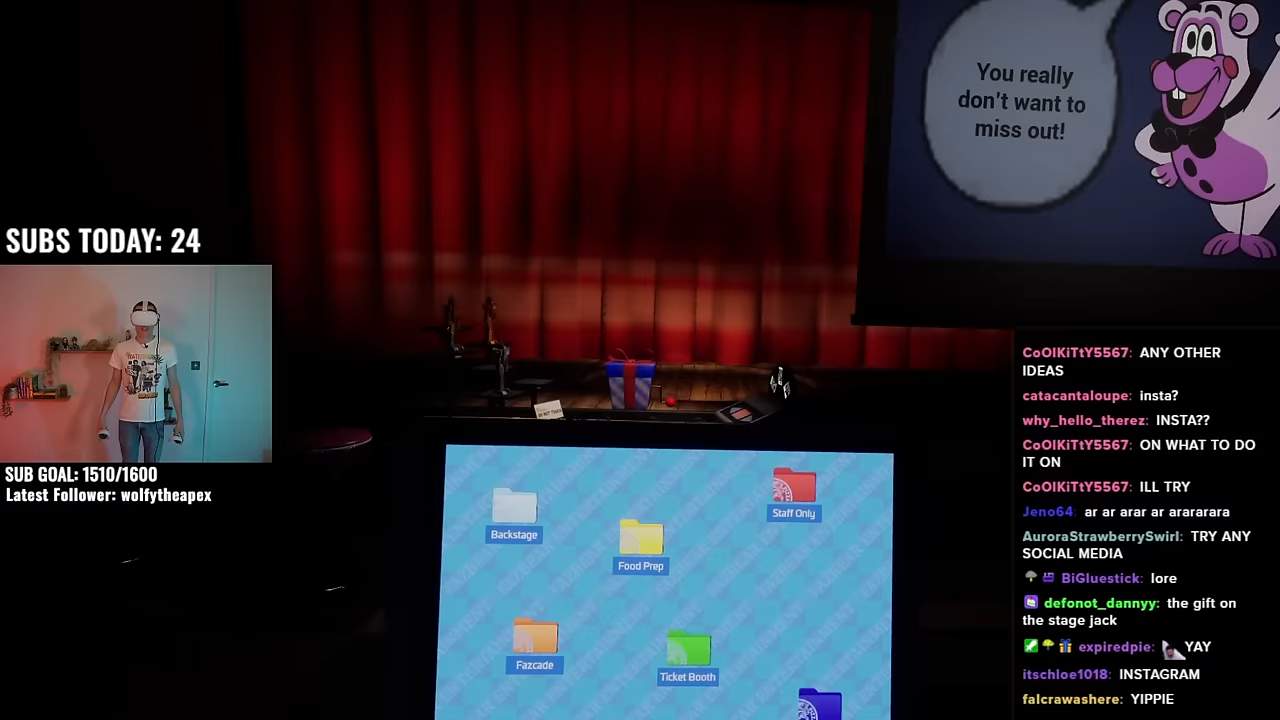 You really
don't want to
miss out!
SUBS TODAY: 24
SUB GOAL: 1510/1600
Latest Follower: wolfytheapex
Backstage
Staff Only
Food Prep
Fazcade
Ticket Booth
CoOlKiTtY5567: ANY OTHER
IDEAS
catacantaloupe: insta?
why_hello_therez: INSTA??
CoOlKiTtY5567: ON WHAT TO DO
IT ON
CoOlKiTtY5567: ILL TRY
Jeno64: ar ar arar ar arararara
AuroraStrawberrySwirl: TRY ANY
SOCIAL MEDIA
BiGluestick: lore
defonot_dannyy: the gift on
the stage jack
expiredpie: YAY
itschloe1018: INSTAGRAM
falcrawashere: YIPPIE